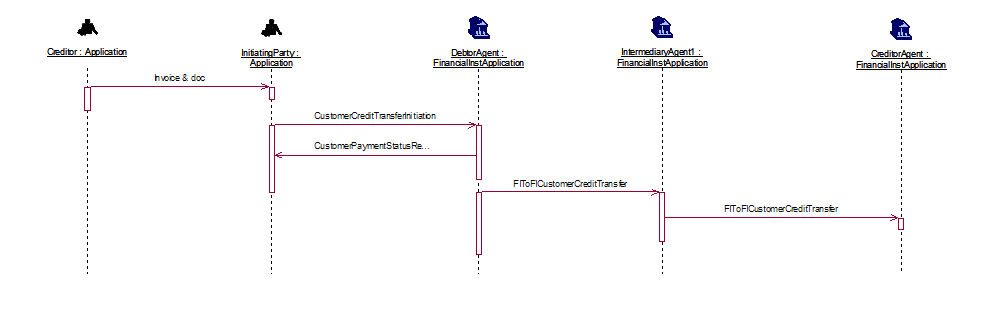 Creditor : Application
InitiatingParty :
Application
DebtorAgent :
FinancialInstApplication
IntermediaryAgent1 :
FinancialInstApplication
CreditorAgent :
FinancialInstApplication
Invoice & doc
CustomerCreditTransferInitiation
CustomerPaymentStatusRe...
FIToFICustomerCreditTransfer
FIToFICustomerCreditTransfer